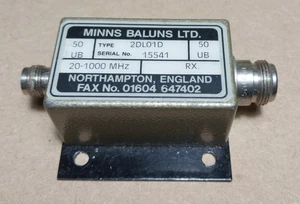 MINNS BALUNS LTD.
50 TYPE 2DL01D 50
UB SERIAL No. 15541 UB
20-1000 MHz RX
NORTHAMPTON, ENGLAND
FAX No. 01604 647402